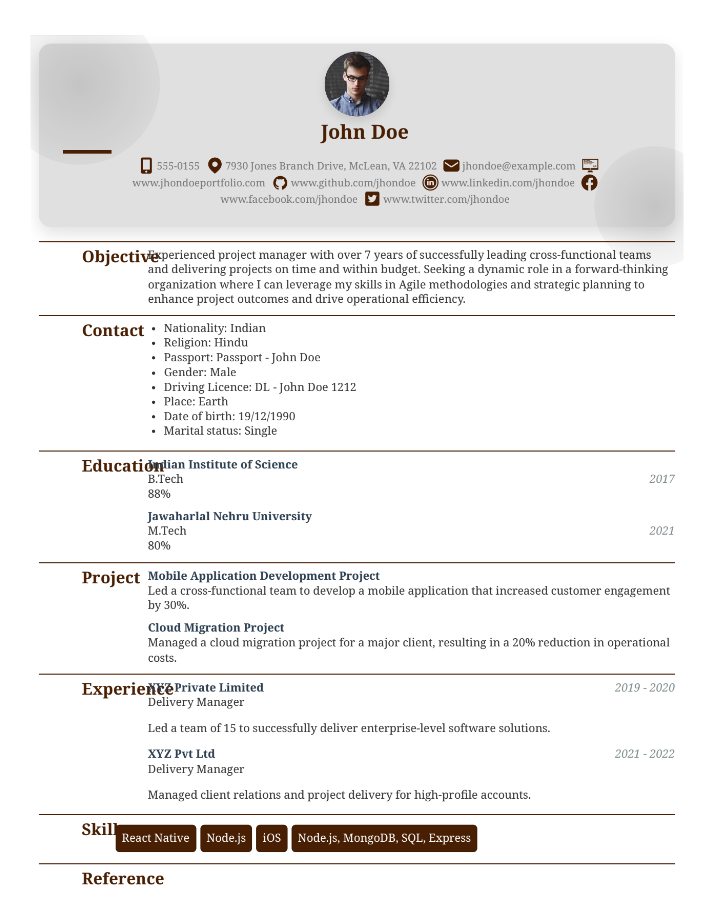 John Doe
555-0155 7930 Jones Branch Drive, McLean, VA 22102 jhondoe@example.com
www.jhondoeportfolio.com www.github.com/jhondoe www.linkedin.com/jhondoe
www.facebook.com/jhondoe www.twitter.com/jhondoe
Objective
Experienced project manager with over 7 years of successfully leading cross-functional teams
and delivering projects on time and within budget. Seeking a dynamic role in a forward-thinking
organization where I can leverage my skills in Agile methodologies and strategic planning to
enhance project outcomes and drive operational efficiency.
Contact
• Nationality: Indian
• Religion: Hindu
• Passport: Passport - John Doe
• Gender: Male
• Driving Licence: DL - John Doe 1212
• Place: Earth
• Date of birth: 19/12/1990
• Marital status: Single
Education
Indian Institute of Science
B.Tech 2017
88%
Jawaharlal Nehru University
M.Tech 2021
80%
Project
Mobile Application Development Project
Led a cross-functional team to develop a mobile application that increased customer engagement
by 30%.
Cloud Migration Project
Managed a cloud migration project for a major client, resulting in a 20% reduction in operational
costs.
Experience
XYZ Private Limited 2019 - 2020
Delivery Manager
Led a team of 15 to successfully deliver enterprise-level software solutions.
XYZ Pvt Ltd 2021 - 2022
Delivery Manager
Managed client relations and project delivery for high-profile accounts.
Skill
React Native Node.js iOS Node.js, MongoDB, SQL, Express
Reference